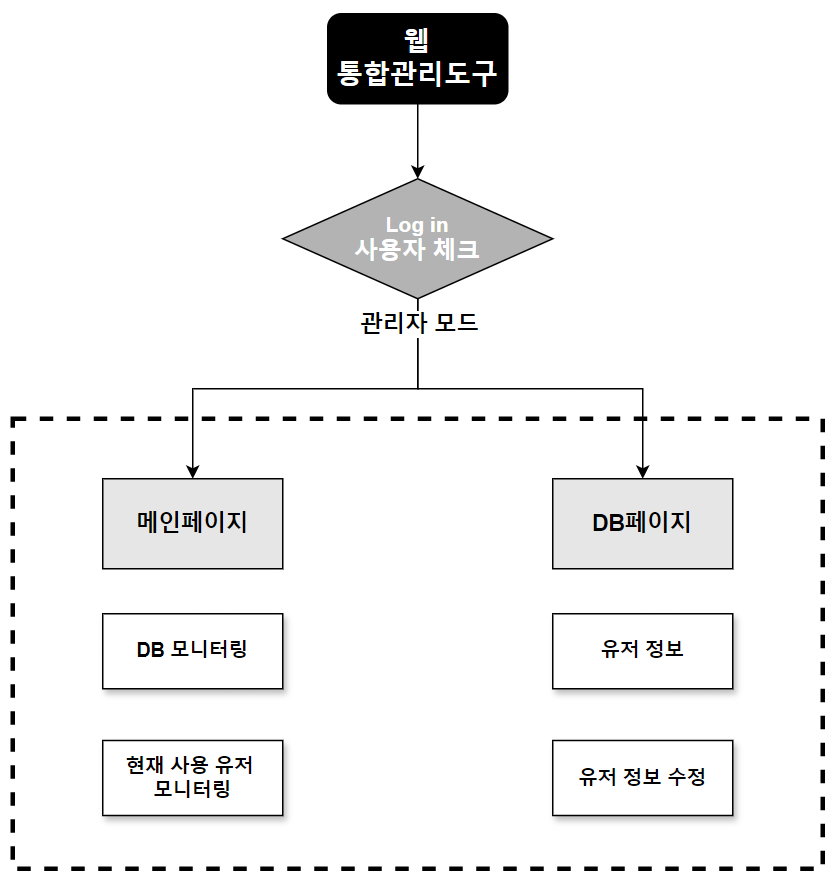 웹
통합관리도구
Log in
사용자 체크
관리자 모드
메인페이지
DB페이지
DB 모니터링
유저 정보
현재 사용 유저
모니터링
유저 정보 수정